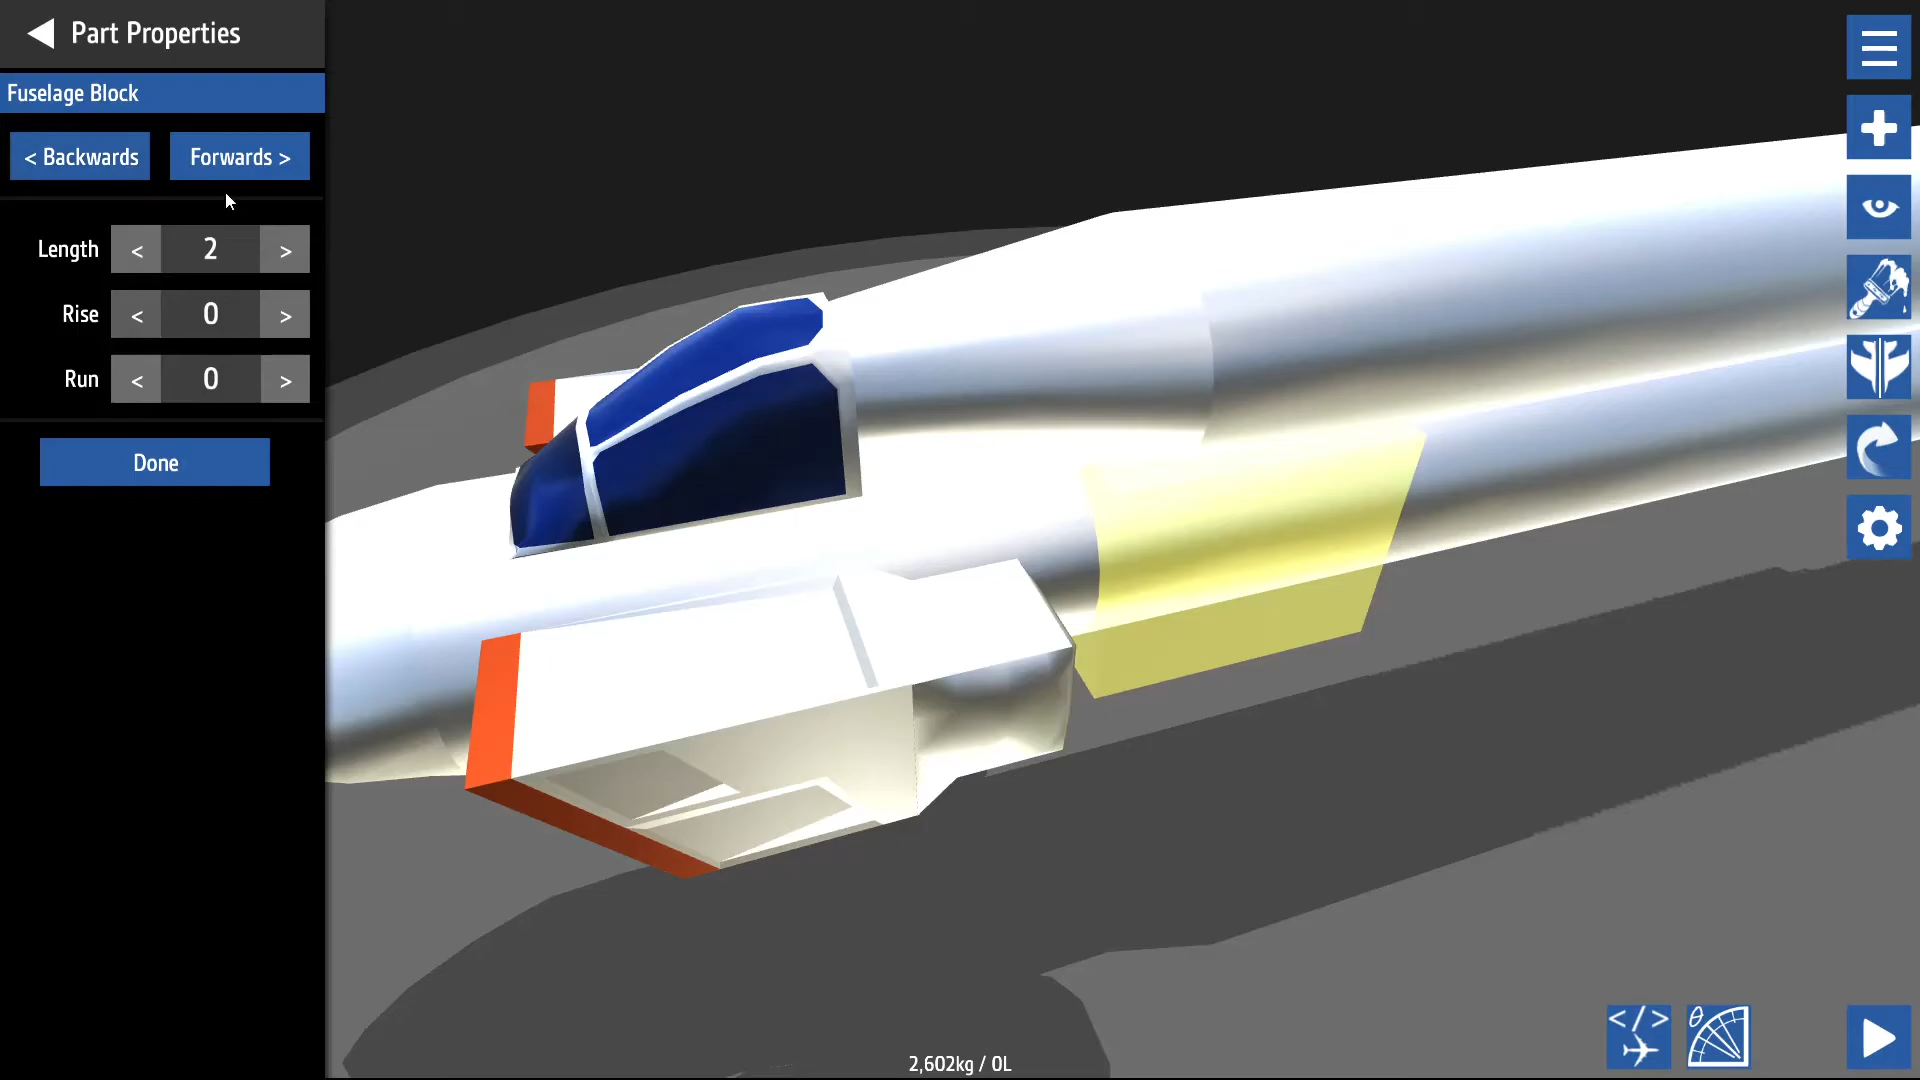 Part Properties
Fuselage Block
< Backwards
Forwards >
Length < 2 >
Rise < 0 >
Run < 0 >
Done
</>
θ
2,602kg / 0L